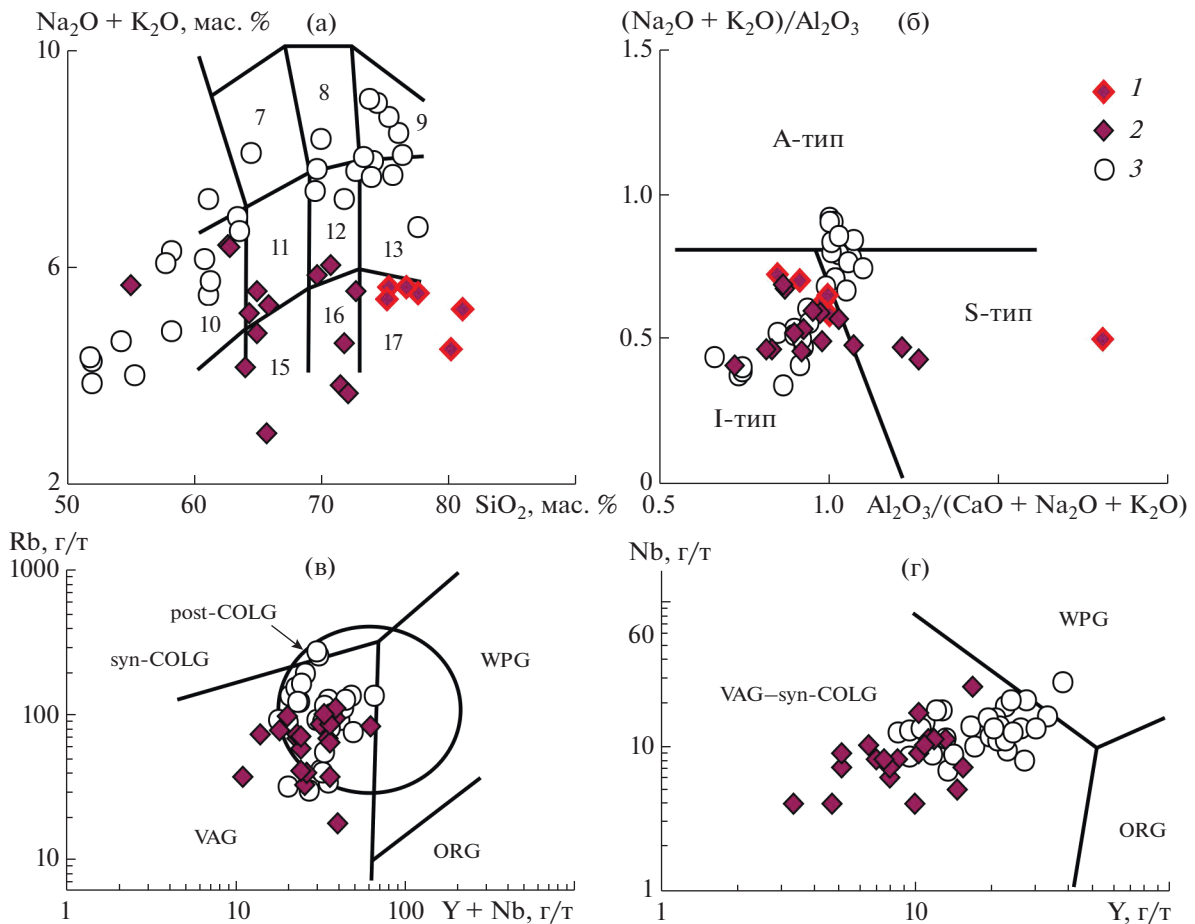 Na₂O + K₂O, мас. %
(а)
10
6
2
50
60
70
80
SiO₂, мас. %
7
8
9
10
11
12
13
15
16
17
(Na₂O + K₂O)/Al₂O₃
(б)
1.5
1.0
0.5
0
0.5
1.0
Al₂O₃/(CaO + Na₂O + K₂O)
А-тип
S-тип
I-тип
1
2
3
Rb, г/т
(в)
1000
100
10
1
10
100
Y + Nb, г/т
post-COLG
syn-COLG
WPG
VAG
ORG
Nb, г/т
(г)
60
10
1
1
10
Y, г/т
WPG
VAG–syn-COLG
ORG